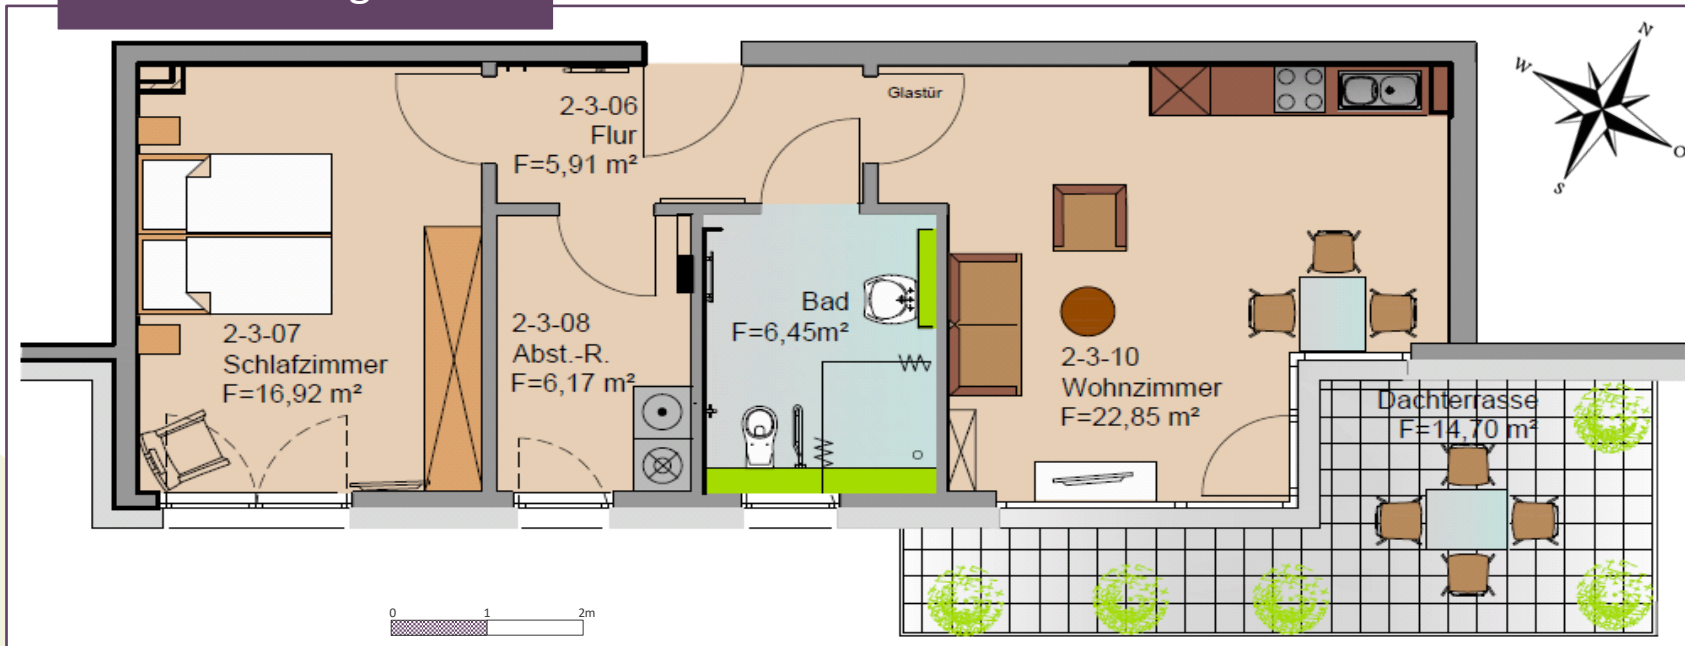 N
W
O
S
Glastür
2-3-06
Flur
F=5,91 m²
Bad
F=6,45m²
2-3-07
Schlafzimmer
F=16,92 m²
2-3-08
Abst.-R.
F=6,17 m²
2-3-10
Wohnzimmer
F=22,85 m²
Dachterrasse
F=14,70 m²
0 1 2m